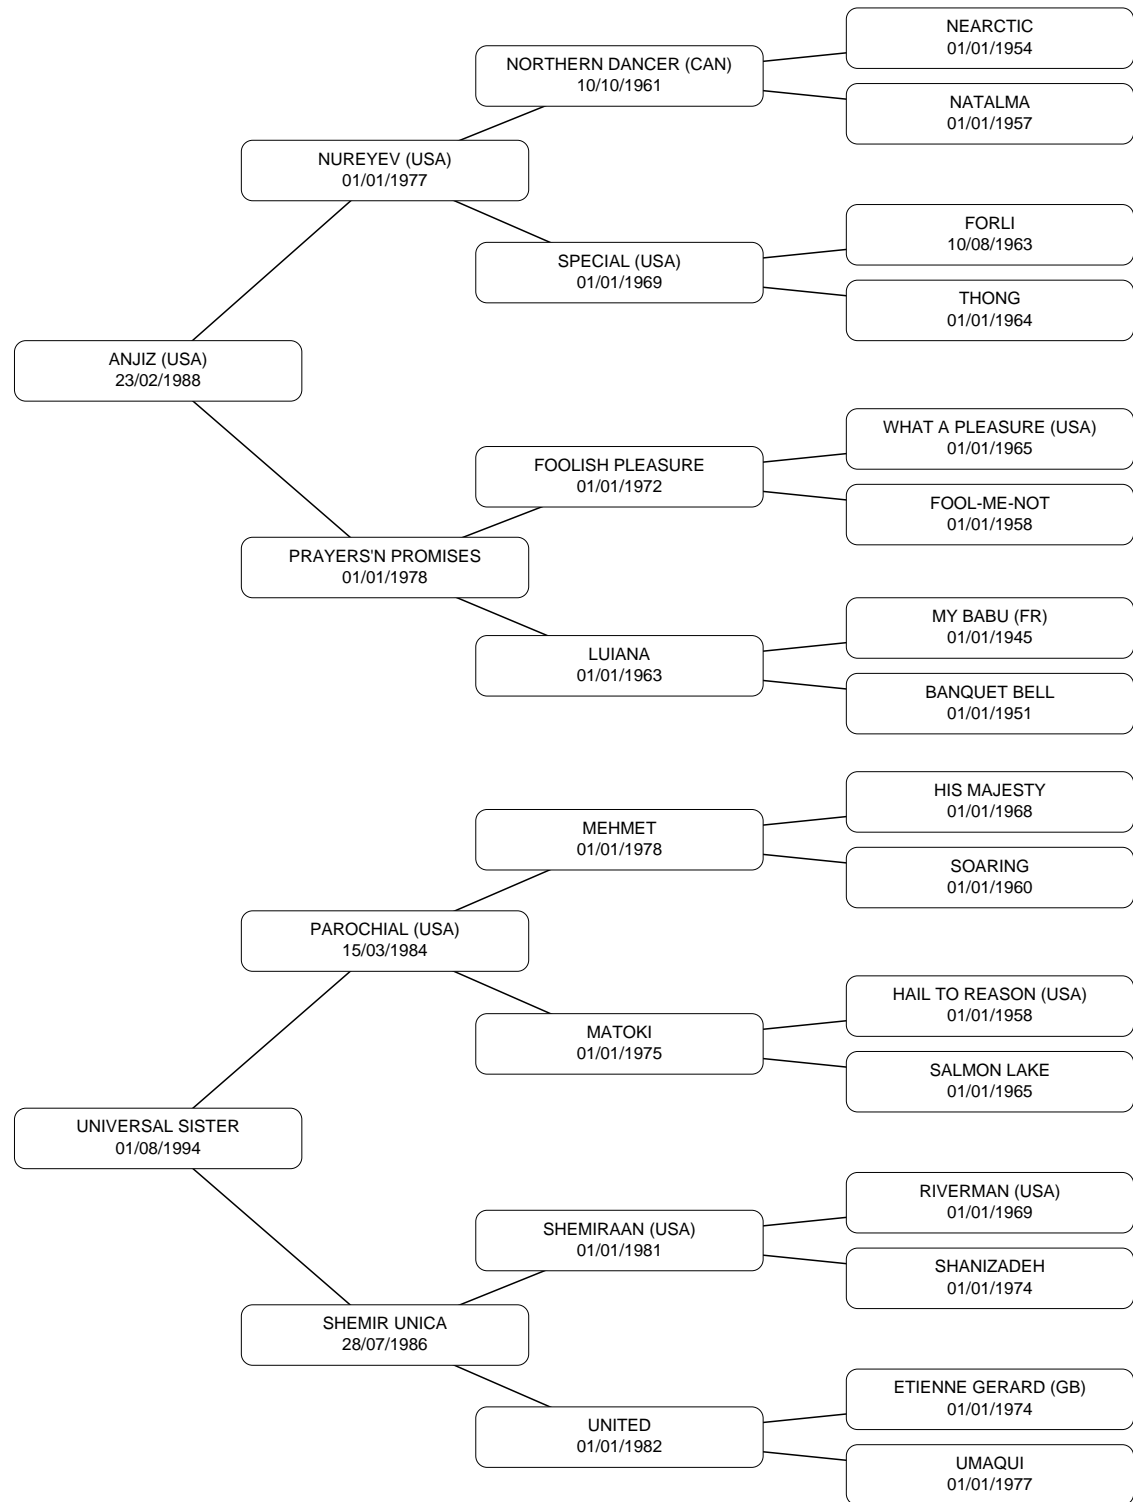 NEARCTIC
01/01/1954
NORTHERN DANCER (CAN)
10/10/1961
NATALMA
01/01/1957
NUREYEV (USA)
01/01/1977
FORLI
10/08/1963
SPECIAL (USA)
01/01/1969
THONG
01/01/1964
ANJIZ (USA)
23/02/1988
WHAT A PLEASURE (USA)
01/01/1965
FOOLISH PLEASURE
01/01/1972
FOOL-ME-NOT
01/01/1958
PRAYERS'N PROMISES
01/01/1978
MY BABU (FR)
01/01/1945
LUIANA
01/01/1963
BANQUET BELL
01/01/1951
HIS MAJESTY
01/01/1968
MEHMET
01/01/1978
SOARING
01/01/1960
PAROCHIAL (USA)
15/03/1984
HAIL TO REASON (USA)
01/01/1958
MATOKI
01/01/1975
SALMON LAKE
01/01/1965
UNIVERSAL SISTER
01/08/1994
RIVERMAN (USA)
01/01/1969
SHEMIRAAN (USA)
01/01/1981
SHANIZADEH
01/01/1974
SHEMIR UNICA
28/07/1986
ETIENNE GERARD (GB)
01/01/1974
UNITED
01/01/1982
UMAQUI
01/01/1977